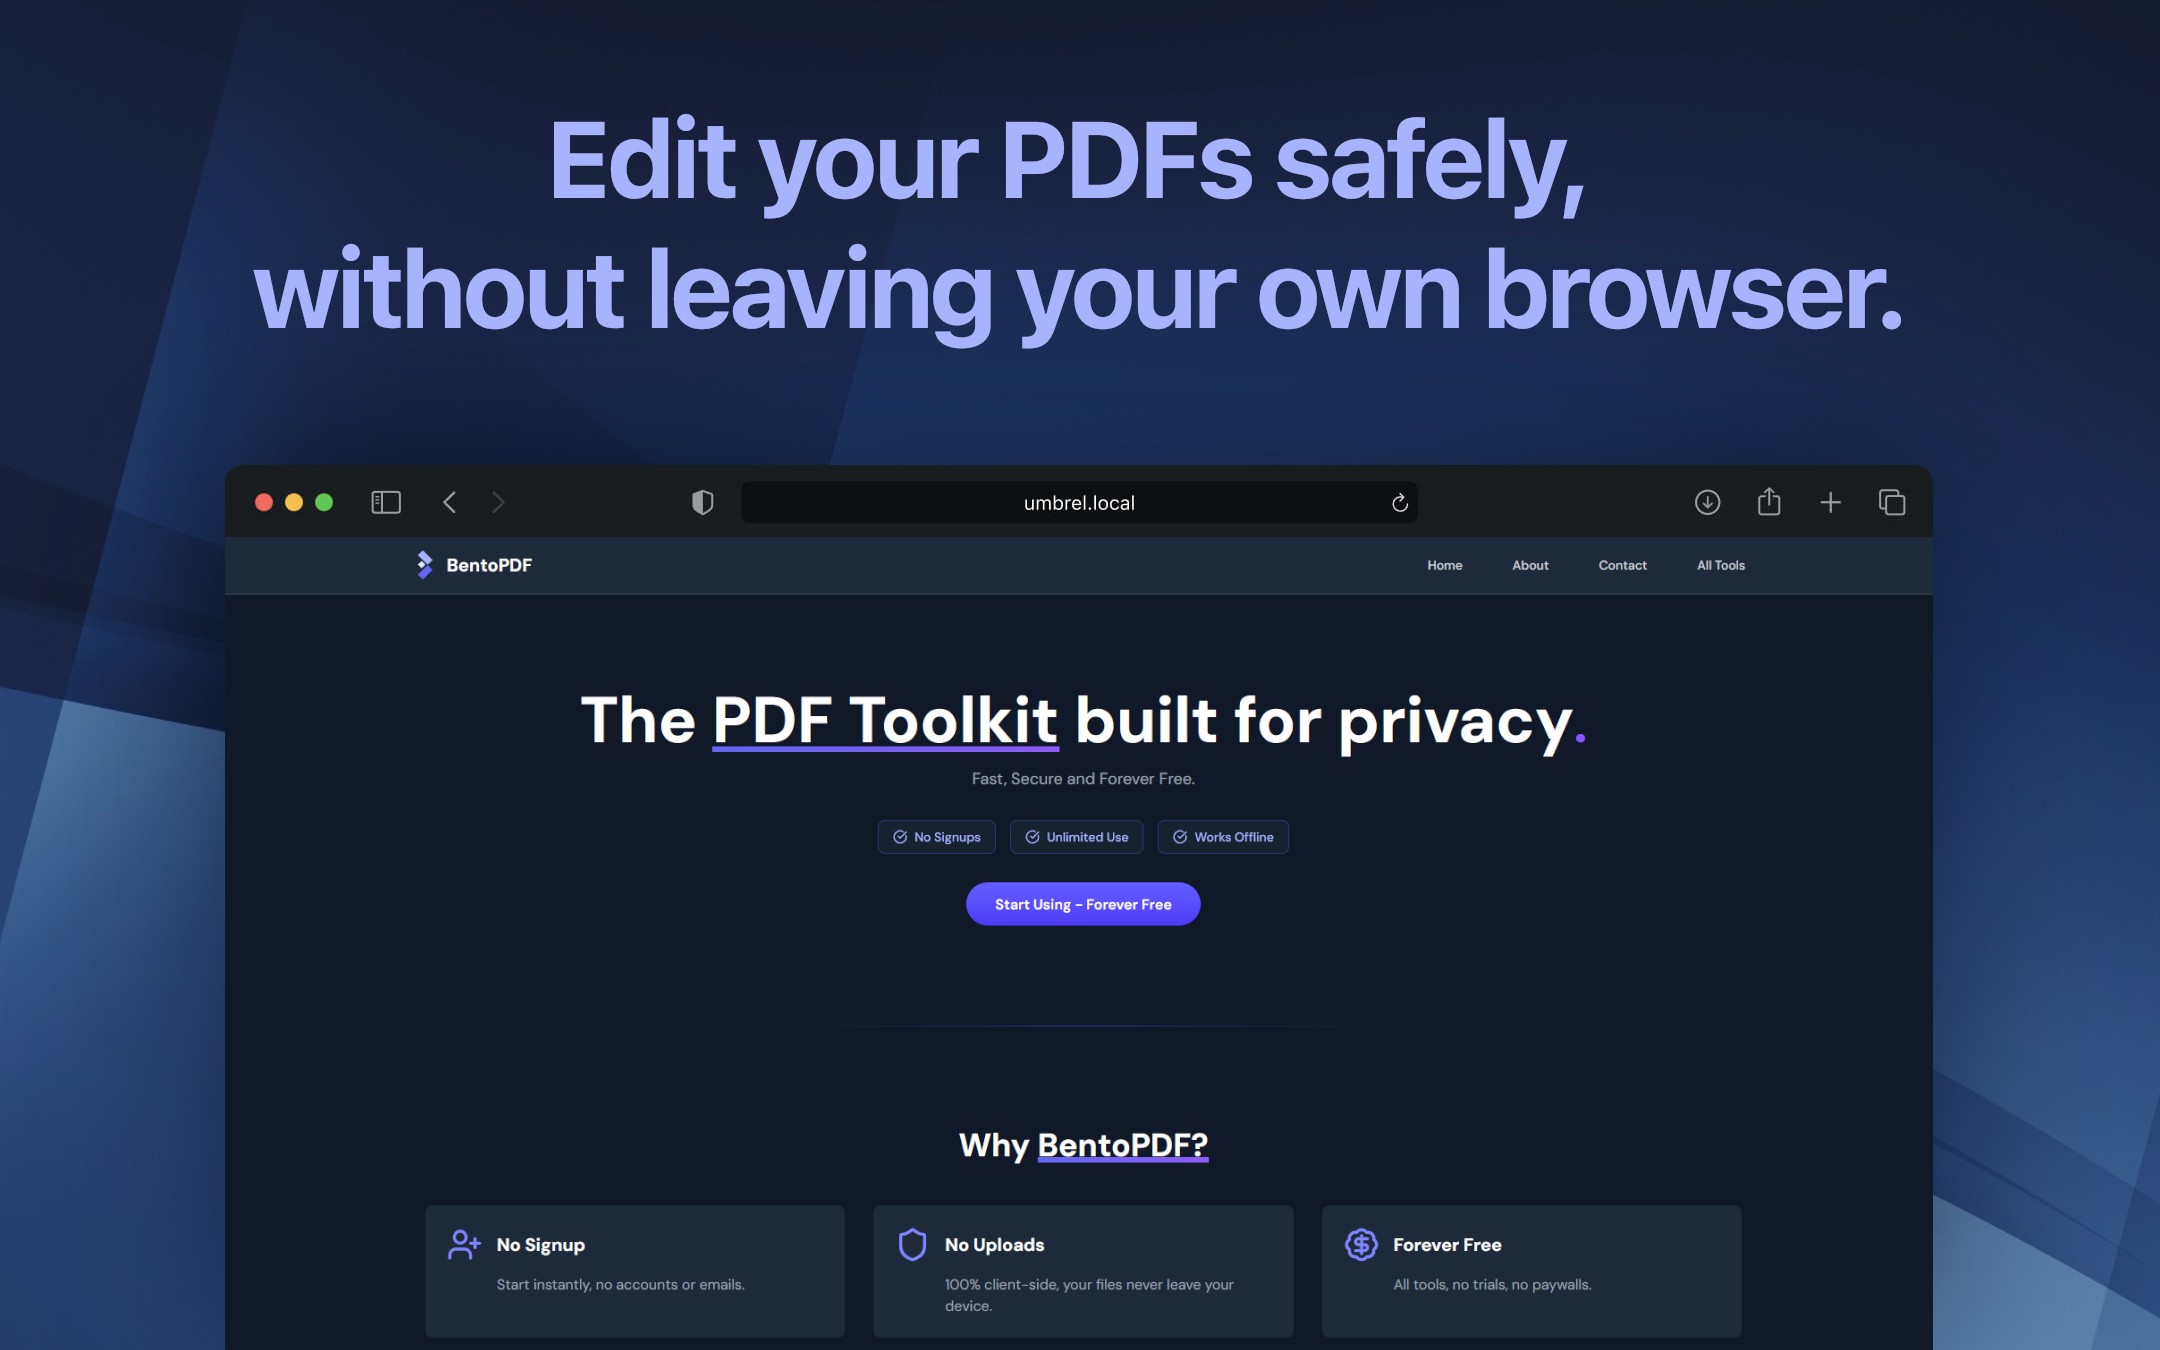 Edit your PDFs safely,
without leaving your own browser.
umbrel.local
BentoPDF
Home
About
Contact
All Tools
The PDF Toolkit built for privacy.
Fast, Secure and Forever Free.
No Signups
Unlimited Use
Works Offline
Start Using – Forever Free
Why BentoPDF?
No Signup
Start instantly, no accounts or emails.
No Uploads
100% client-side, your files never leave your
device.
Forever Free
All tools, no trials, no paywalls.